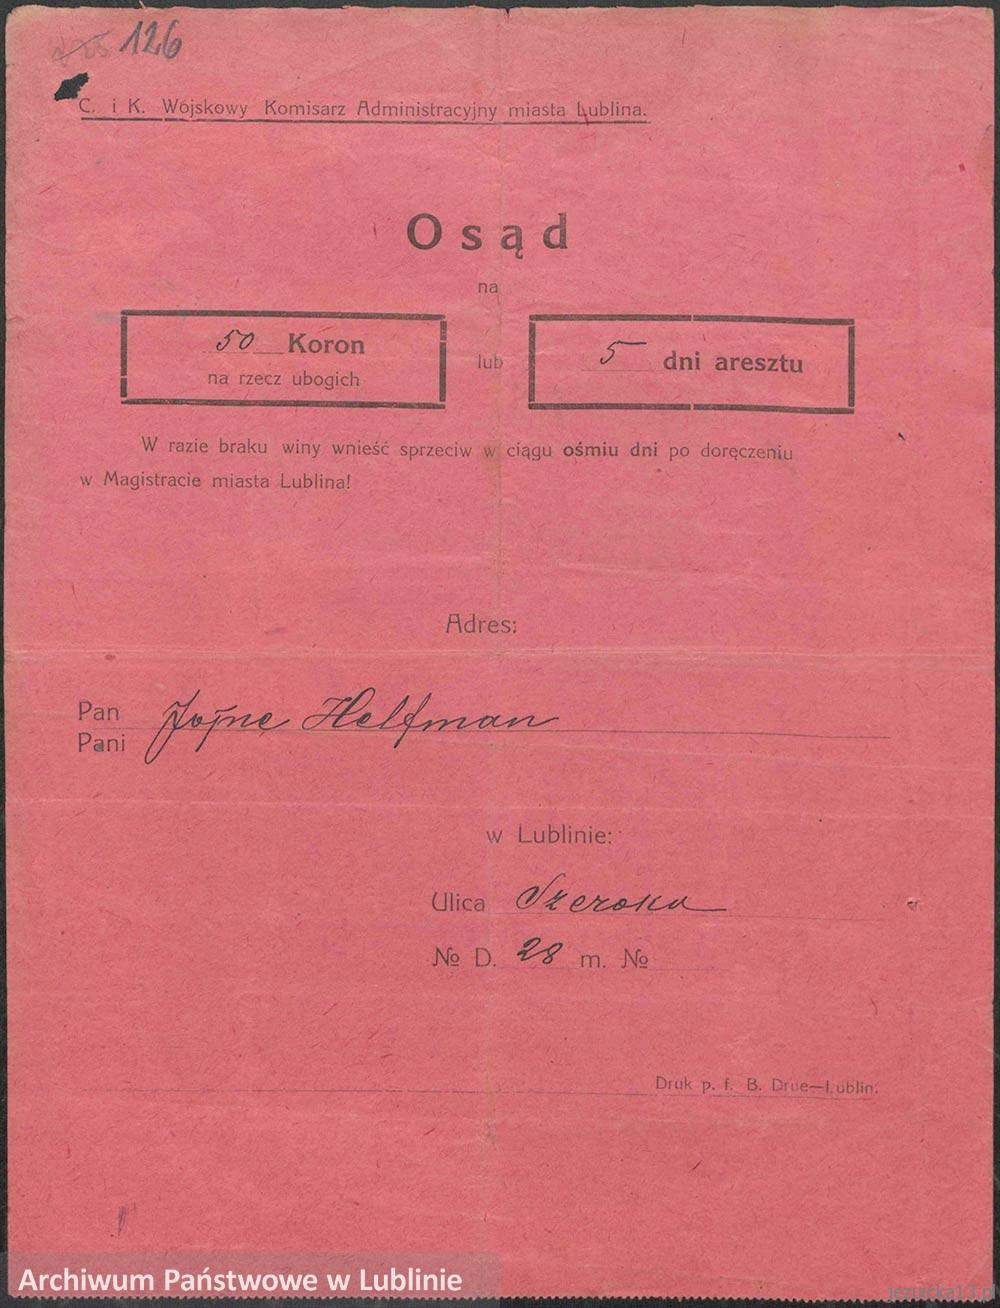 126
C. i K. Wojskowy Komisarz Administracyjny miasta Lublina.
Osąd
na
50 Koron
na rzecz ubogich
lub
5 dni aresztu
W razie braku winy wnieść sprzeciw w ciągu ośmiu dni po doręczeniu
w Magistracie miasta Lublina!
Adres:
Pan Jojne Helfman
Pani
w Lublinie:
Ulica Szeroka
№ D. 28 m. №
Druk p. f. B. Drue—Lublin.
Archiwum Państwowe w Lublinie